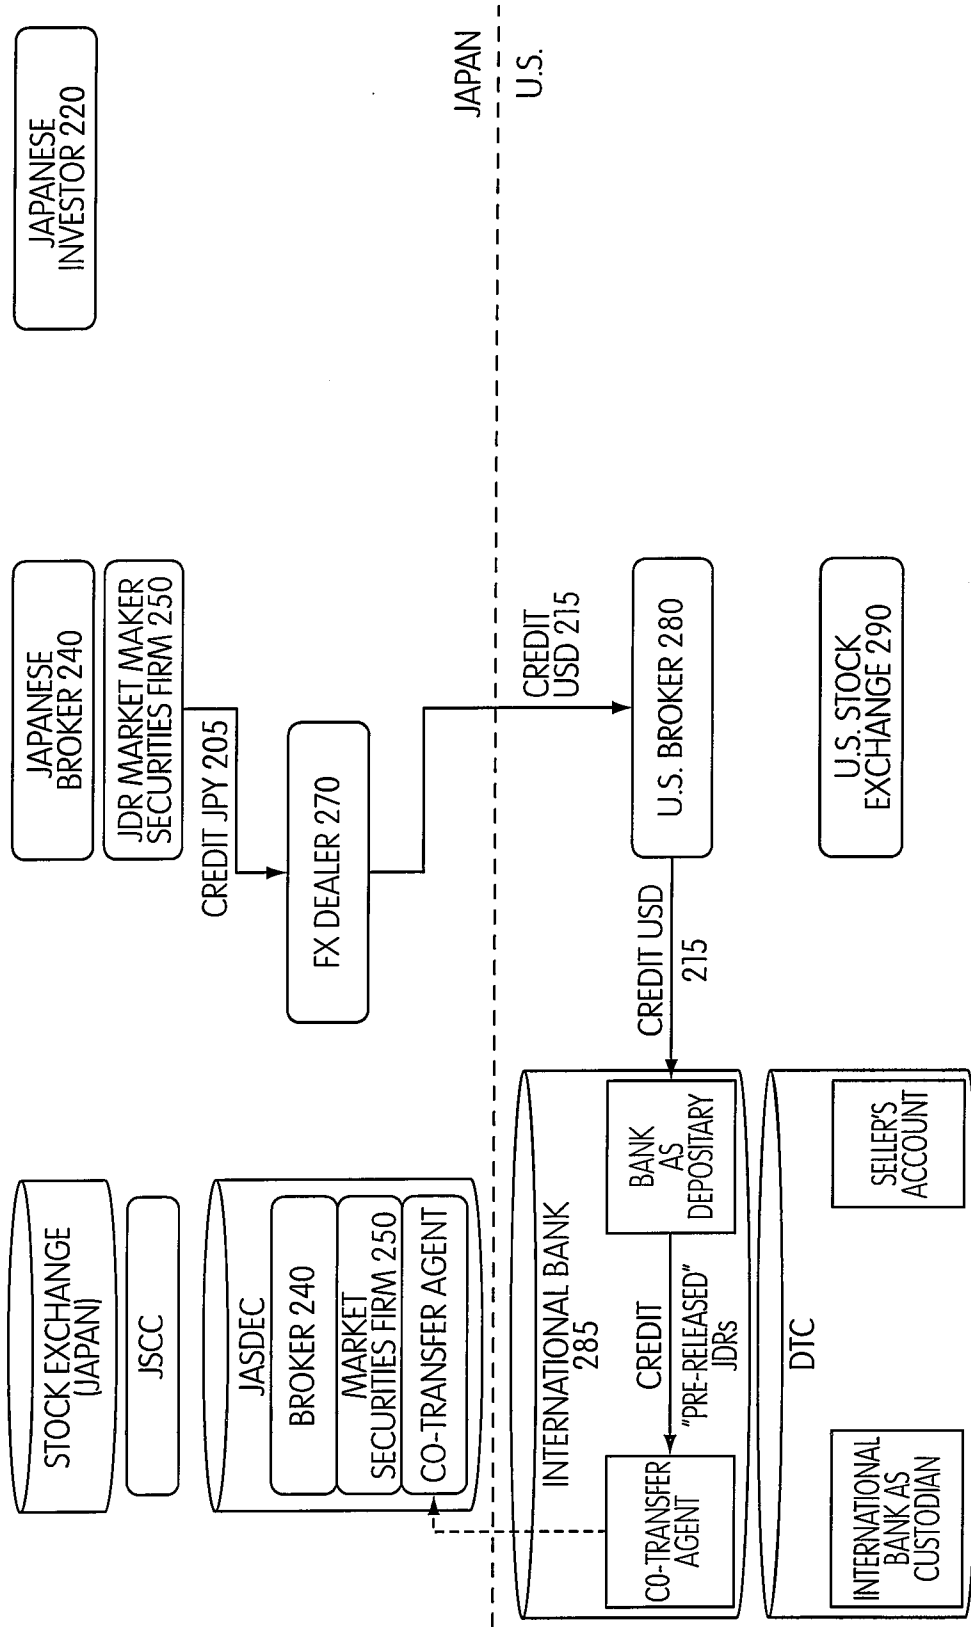 STOCK EXCHANGE
(JAPAN)
JSCC
JASDEC
BROKER 240
MARKET
SECURITIES FIRM 250
CO-TRANSFER AGENT
JAPANESE
BROKER 240
JDR MARKET MAKER
SECURITIES FIRM 250
CREDIT JPY 205
FX DEALER 270
JAPANESE
INVESTOR 220
JAPAN
U.S.
INTERNATIONAL BANK
285
CO-TRANSFER
AGENT
CREDIT
"PRE-RELEASED"
JDRs
BANK
AS
DEPOSITARY
CREDIT USD
215
CREDIT
USD 215
U.S. BROKER 280
DTC
INTERNATIONAL
BANK AS
CUSTODIAN
SELLER'S
ACCOUNT
U.S. STOCK
EXCHANGE 290